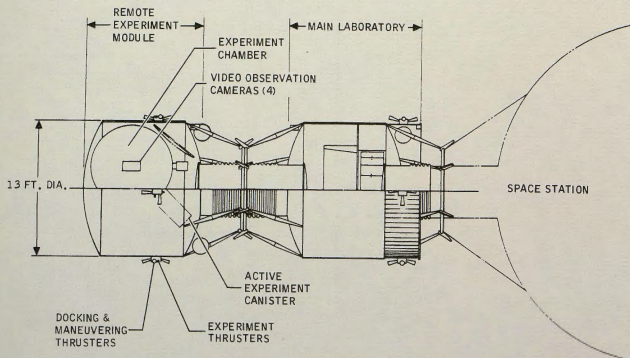 REMOTE
EXPERIMENT
MODULE
MAIN LABORATORY
EXPERIMENT
CHAMBER
VIDEO OBSERVATION
CAMERAS (4)
13 FT. DIA.
SPACE STATION
ACTIVE
EXPERIMENT
CANISTER
DOCKING &
MANEUVERING
THRUSTERS
EXPERIMENT
THRUSTERS